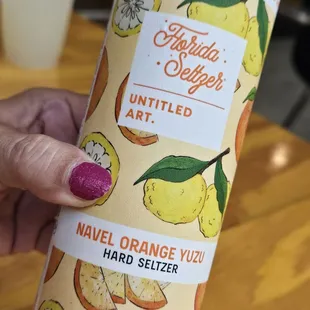 Florida
Seltzer
UNTITLED
ART.
NAVEL ORANGE YUZU
HARD SELTZER